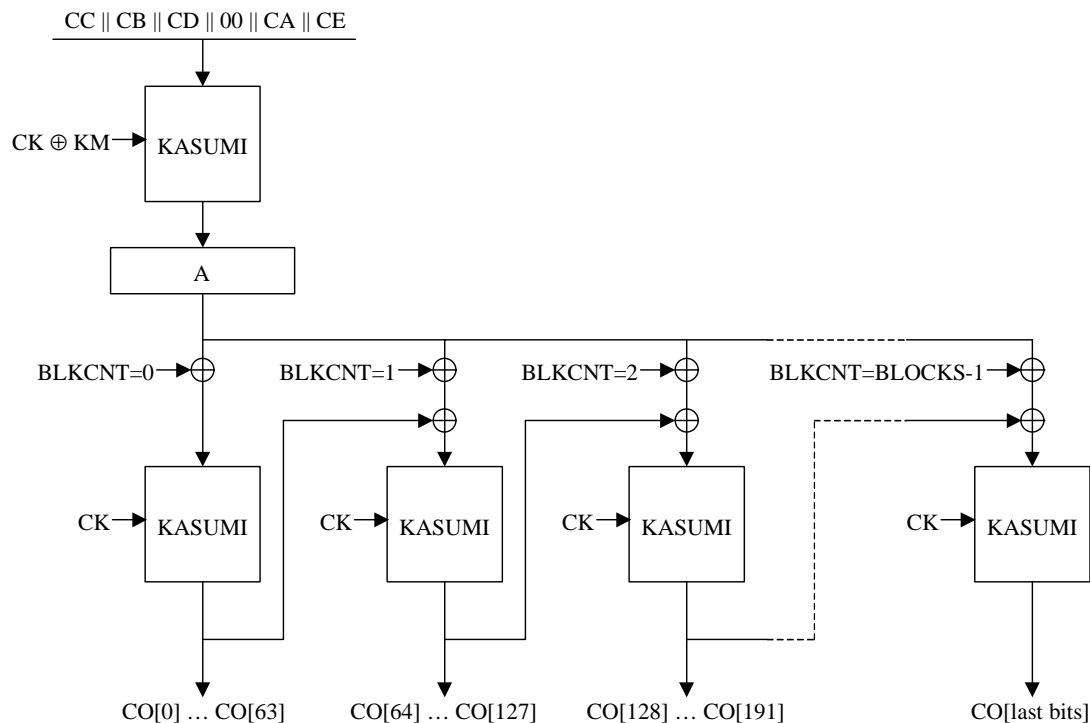 CC || CB || CD || 00 || CA || CE
KASUMI
CK ⊕ KM
A
BLKCNT=0
BLKCNT=1
BLKCNT=2
BLKCNT=BLOCKS-1
CK
KASUMI
CK
KASUMI
CK
KASUMI
CK
KASUMI
CO[0] … CO[63]
CO[64] … CO[127]
CO[128] … CO[191]
CO[last bits]